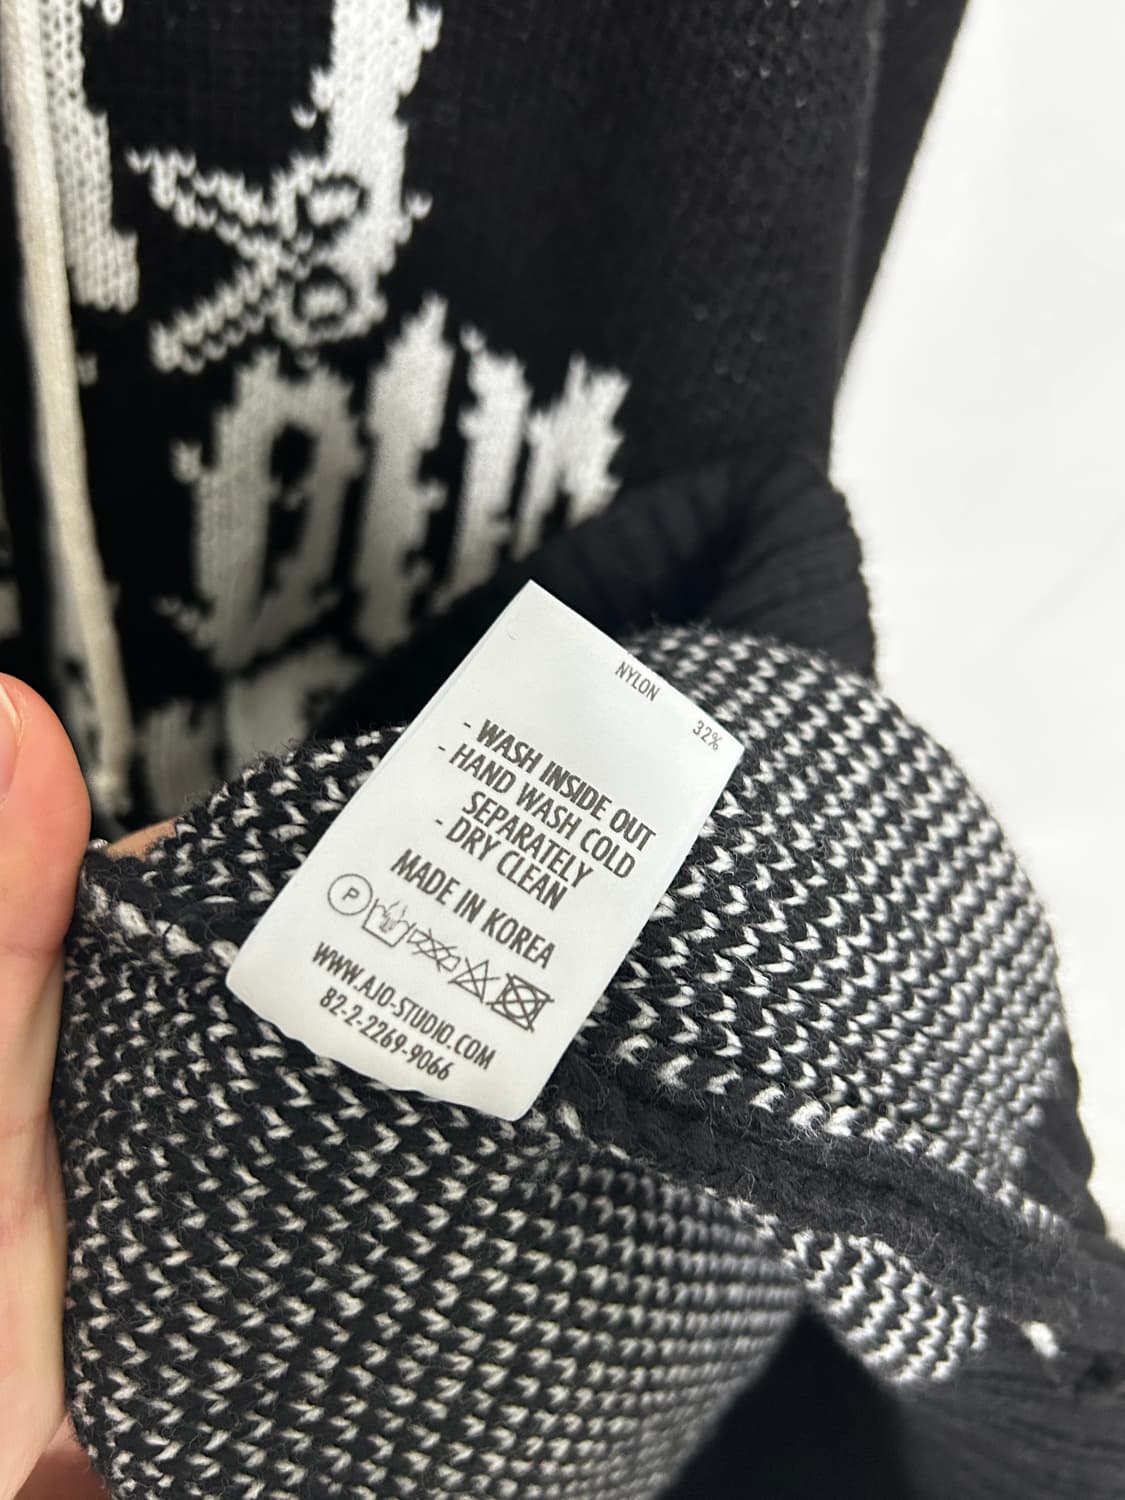 NYLON 32%
- WASH INSIDE OUT
- HAND WASH COLD
SEPARATELY
- DRY CLEAN
MADE IN KOREA
P
WWW.AJO-STUDIO.COM
82-2-2269-9066